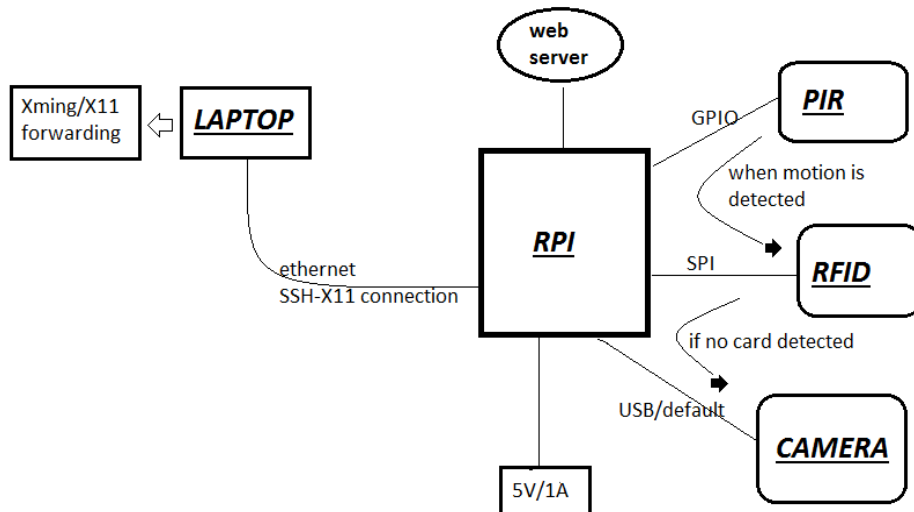 web
server
Xming/X11
forwarding
LAPTOP
PIR
GPIO
when motion is
detected
RPI
SPI
RFID
ethernet
SSH-X11 connection
if no card detected
USB/default
CAMERA
5V/1A